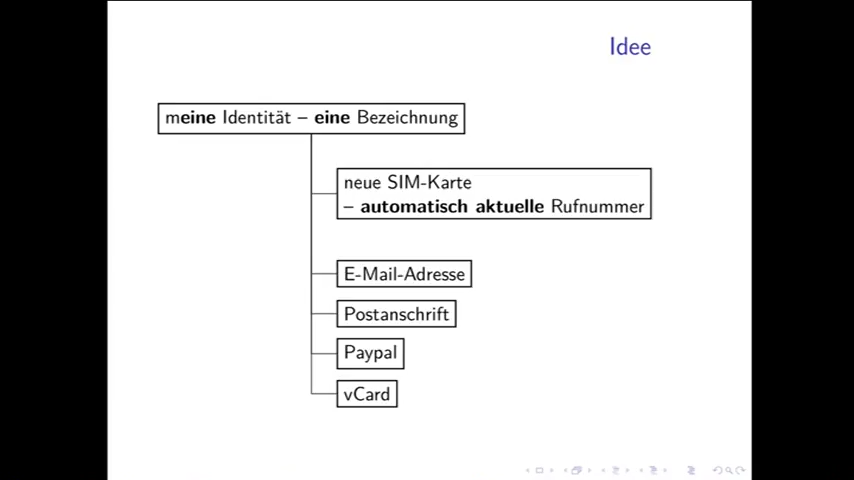 Idee
meine Identität – eine Bezeichnung
neue SIM-Karte
– automatisch aktuelle Rufnummer
E-Mail-Adresse
Postanschrift
Paypal
vCard